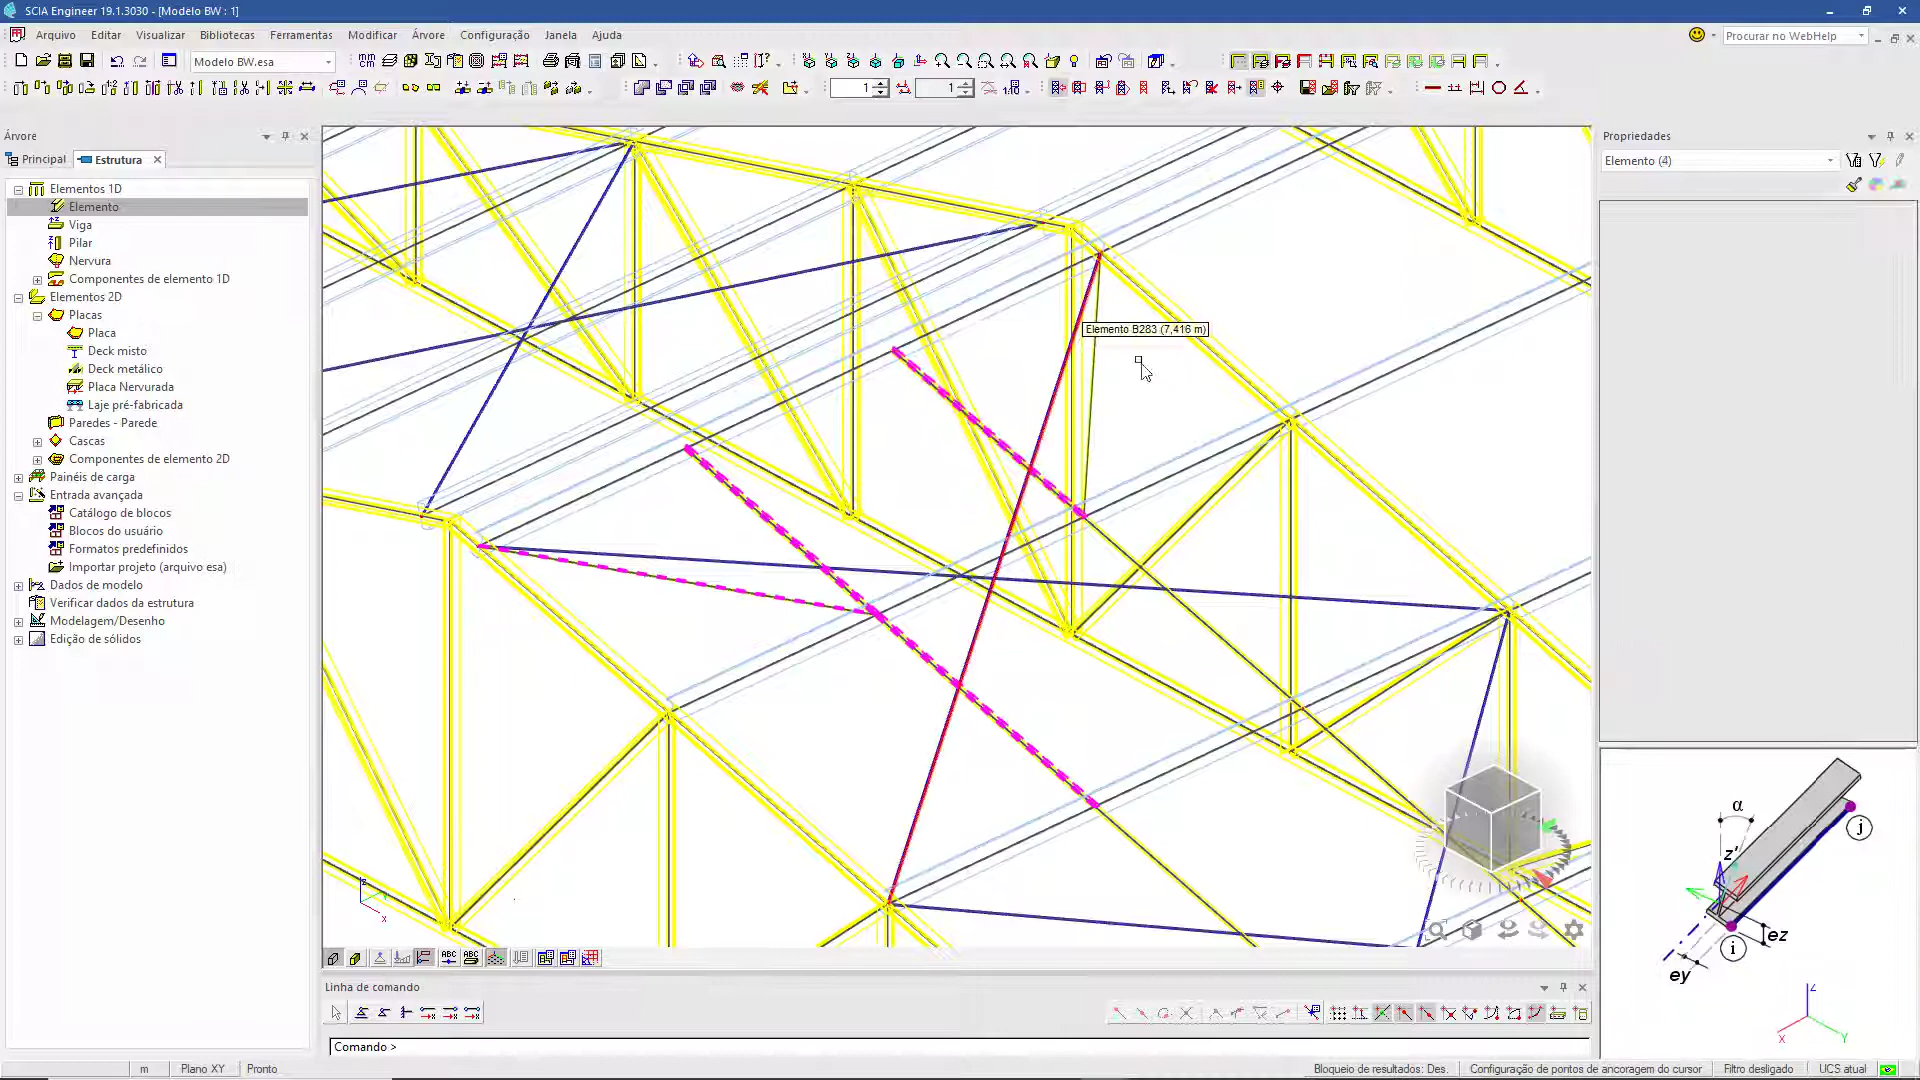 SCIA Engineer 19.1.3030 - [Modelo BW : 1]
Arquivo Editar Visualizar Bibliotecas Ferramentas Modificar Árvore Configuração Janela Ajuda
Procurar no WebHelp
Modelo BW.esa
1
1
Árvore
Principal
Estrutura
Elementos 1D
Elemento
Viga
Pilar
Nervura
Componentes de elemento 1D
Elementos 2D
Placas
Placa
Deck misto
Deck metálico
Placa Nervurada
Laje pré-fabricada
Paredes - Parede
Cascas
Componentes de elemento 2D
Painéis de carga
Entrada avançada
Catálogo de blocos
Blocos do usuário
Formatos predefinidos
Importar projeto (arquivo esa)
Dados de modelo
Verificar dados da estrutura
Modelagem/Desenho
Edição de sólidos
Elemento B283 (7,416 m)
z
x
Propriedades
Elemento (4)
α
z'
j
i
ez
ey
z
x
Y
ABC
ABC
Linha de comando
Comando >
m
Plano XY
Pronto
Bloqueio de resultados: Des.
Configuração de pontos de ancoragem do cursor
Filtro desligado
UCS atual